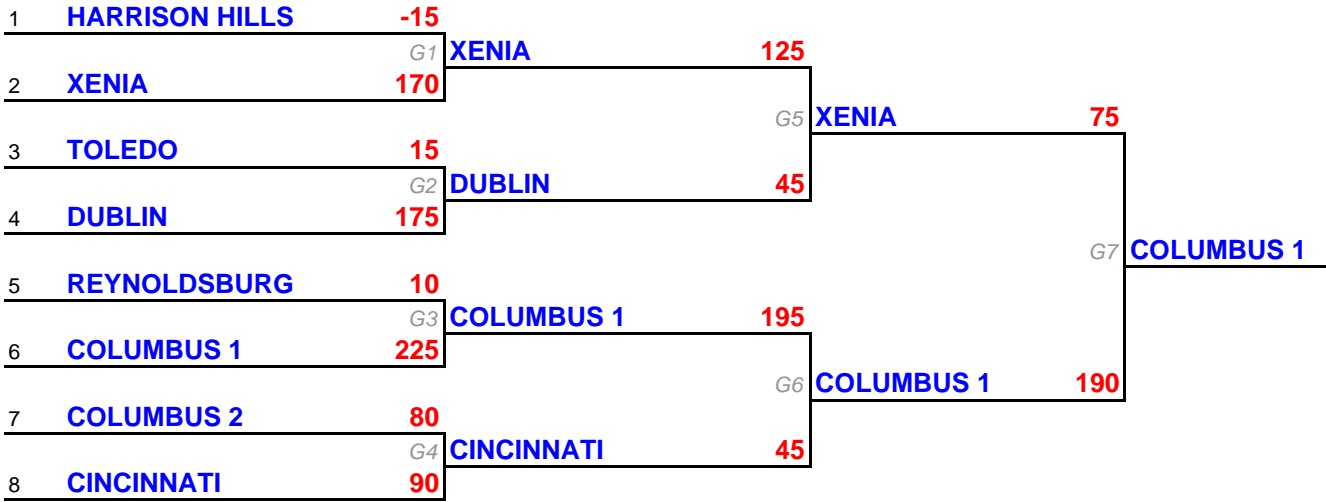 1 HARRISON HILLS -15
G1 XENIA 125
2 XENIA 170
G5 XENIA 75
3 TOLEDO 15
G2 DUBLIN 45
4 DUBLIN 175
G7 COLUMBUS 1
5 REYNOLDSBURG 10
G3 COLUMBUS 1 195
6 COLUMBUS 1 225
G6 COLUMBUS 1 190
7 COLUMBUS 2 80
G4 CINCINNATI 45
8 CINCINNATI 90